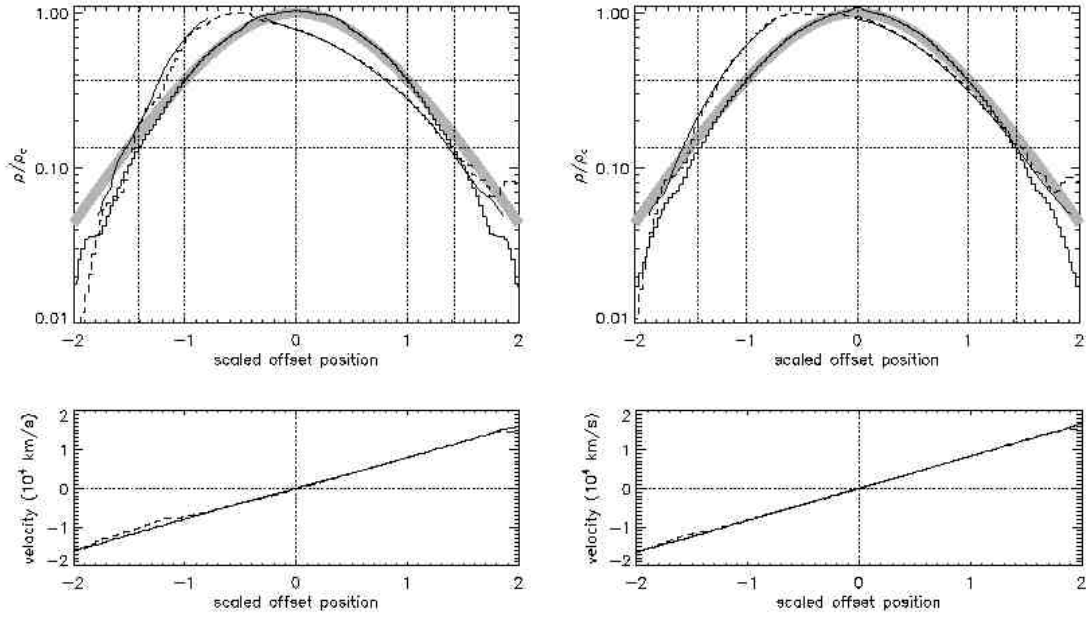 1.00
0.10
0.01
ρ/ρc
−2 −1 0 1 2
scaled offset position
1.00
0.10
0.01
ρ/ρc
−2 −1 0 1 2
scaled offset position
2
1
0
−1
−2
velocity (10⁴ km/s)
−2 −1 0 1 2
scaled offset position
2
1
0
−1
−2
velocity (10⁴ km/s)
−2 −1 0 1 2
scaled offset position